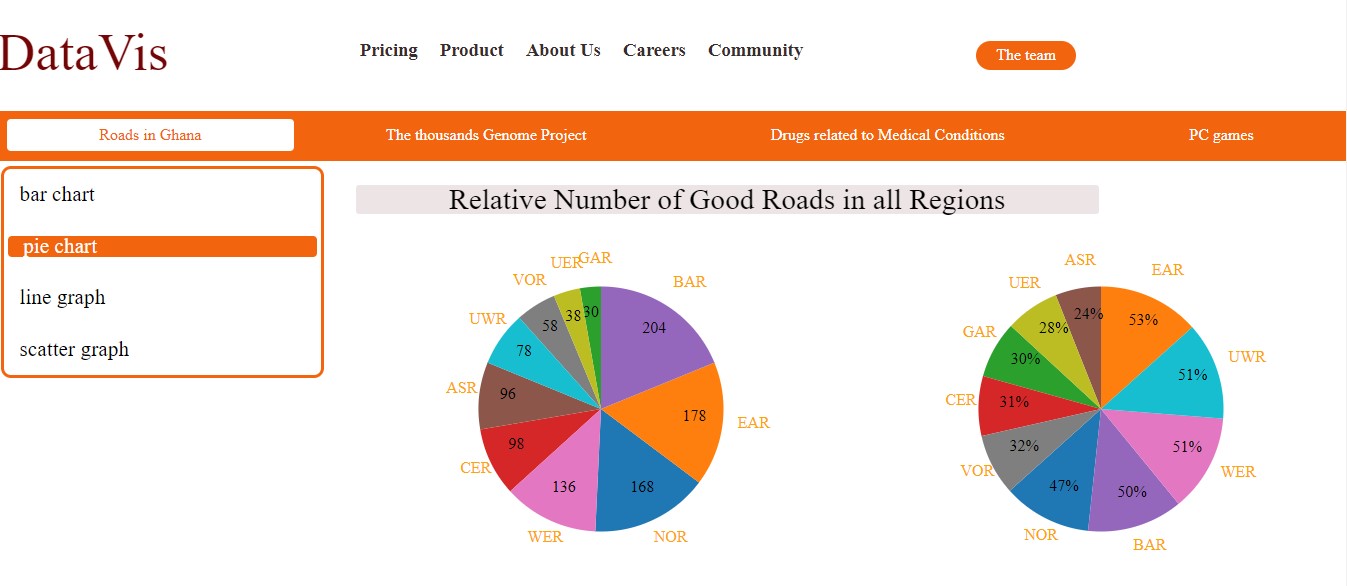 DataVis
Pricing Product About Us Careers Community
The team
Roads in Ghana
The thousands Genome Project
Drugs related to Medical Conditions
PC games
bar chart
pie chart
line graph
scatter graph
Relative Number of Good Roads in all Regions
GAR
UER
BAR
VOR
UWR
ASR
EAR
CER
WER
NOR
30
38
204
58
78
96
178
98
136
168
ASR
EAR
UER
GAR
UWR
CER
WER
VOR
NOR
BAR
24%
53%
28%
30%
51%
31%
32%
51%
47%
50%